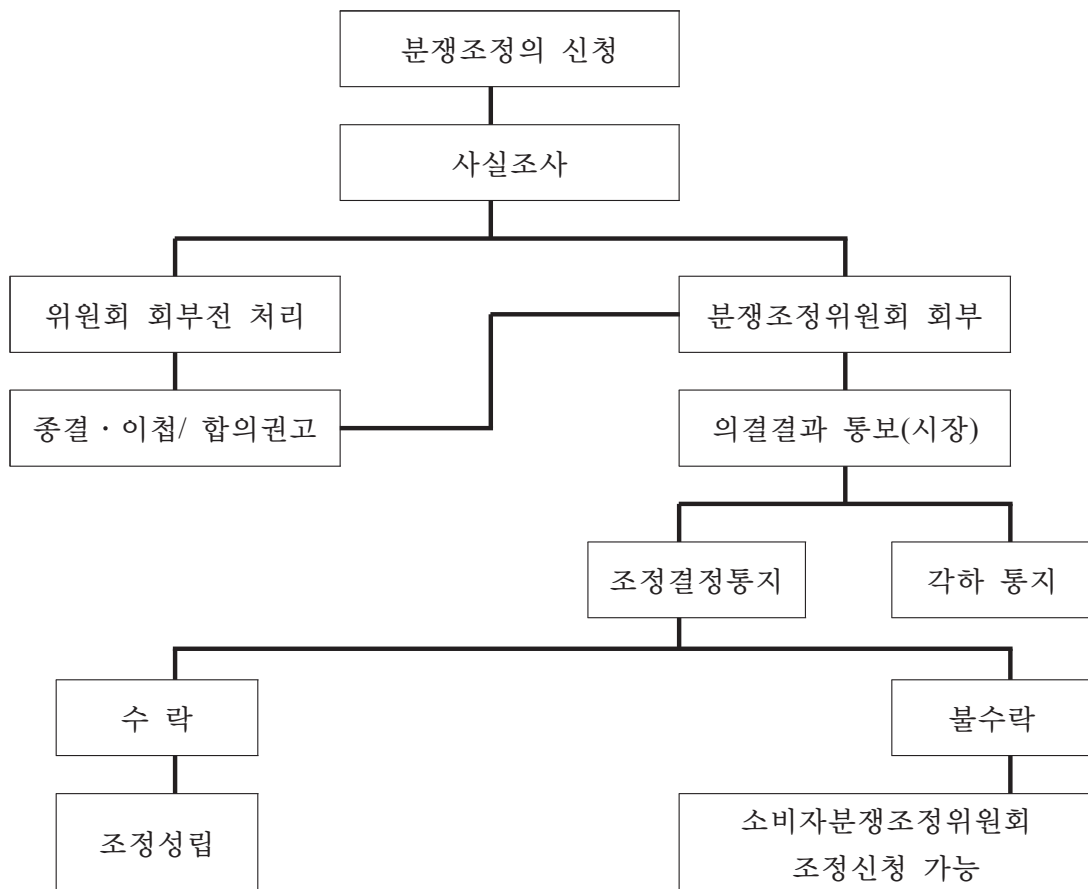 분쟁조정의 신청
사실조사
위원회 회부전 처리
분쟁조정위원회 회부
종결 · 이첩/ 합의권고
의결결과 통보(시장)
조정결정통지
각하 통지
수 락
불수락
조정성립
소비자분쟁조정위원회
조정신청 가능